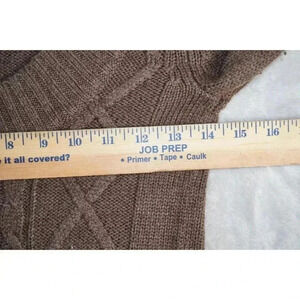 8 9 10 11 12 13 14 15 16
e it all covered? JOB PREP
• Primer • Tape • Caulk